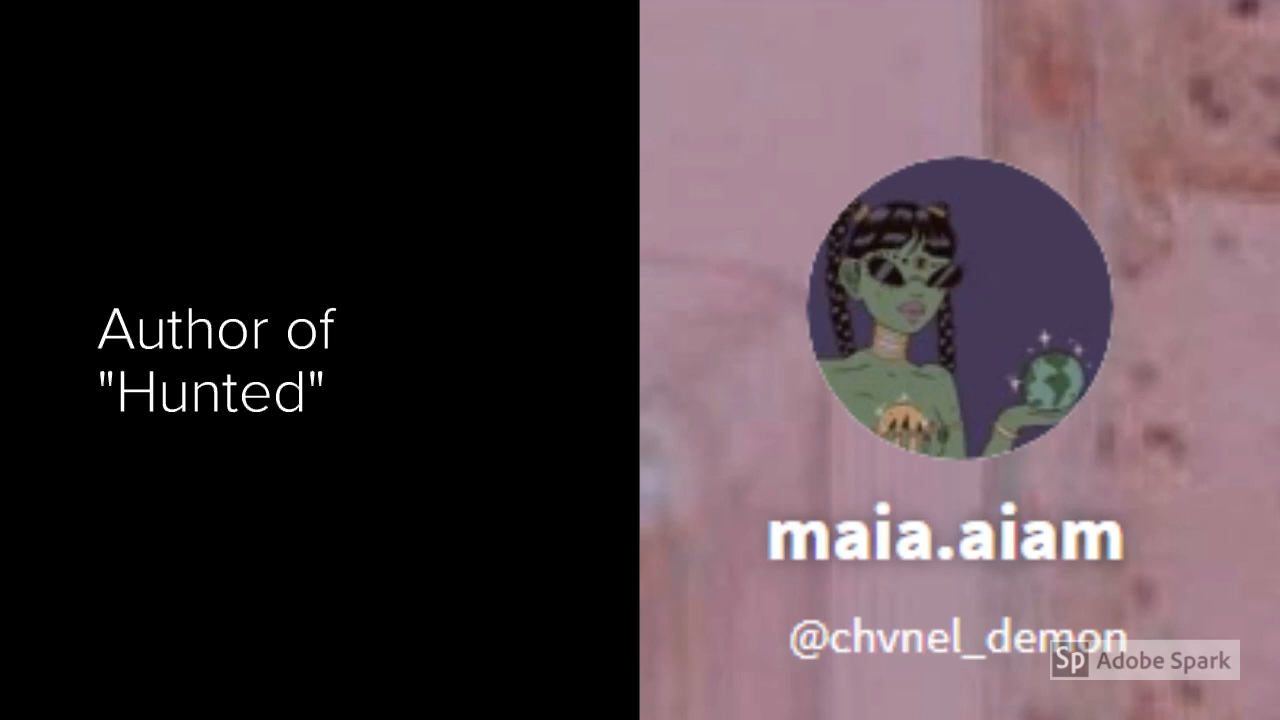 Author of
"Hunted"
maia.aiam
@chvnel_demon
Sp Adobe Spark